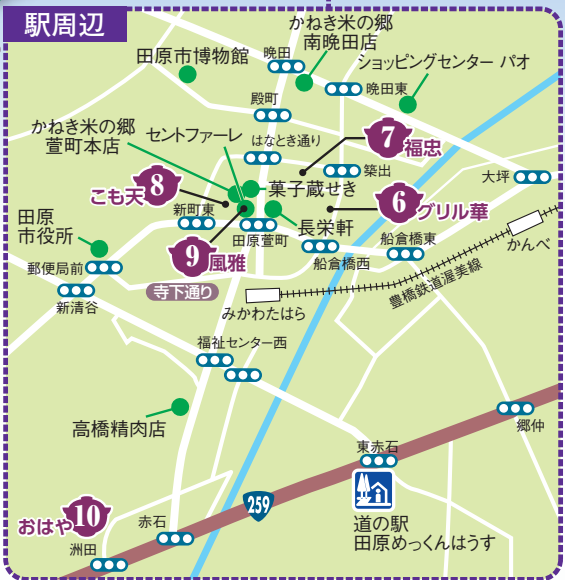 駅周辺
かねき米の郷
南晩田店
田原市博物館
晩田
ショッピングセンター パオ
晩田東
殿町
かねき米の郷
萱町本店
セントファーレ
はなとき通り
7
福忠
築出
大坪
8
こも天
菓子蔵せき
6
グリル華
新町東
長栄軒
田原
市役所
田原萱町
船倉橋東
かんべ
9
風雅
船倉橋西
郵便局前
寺下通り
新清谷
みかわたはら
豊橋鉄道渥美線
福祉センター西
高橋精肉店
郷仲
東赤石
259
道の駅
田原めっくんはうす
10
おはや
赤石
洲田